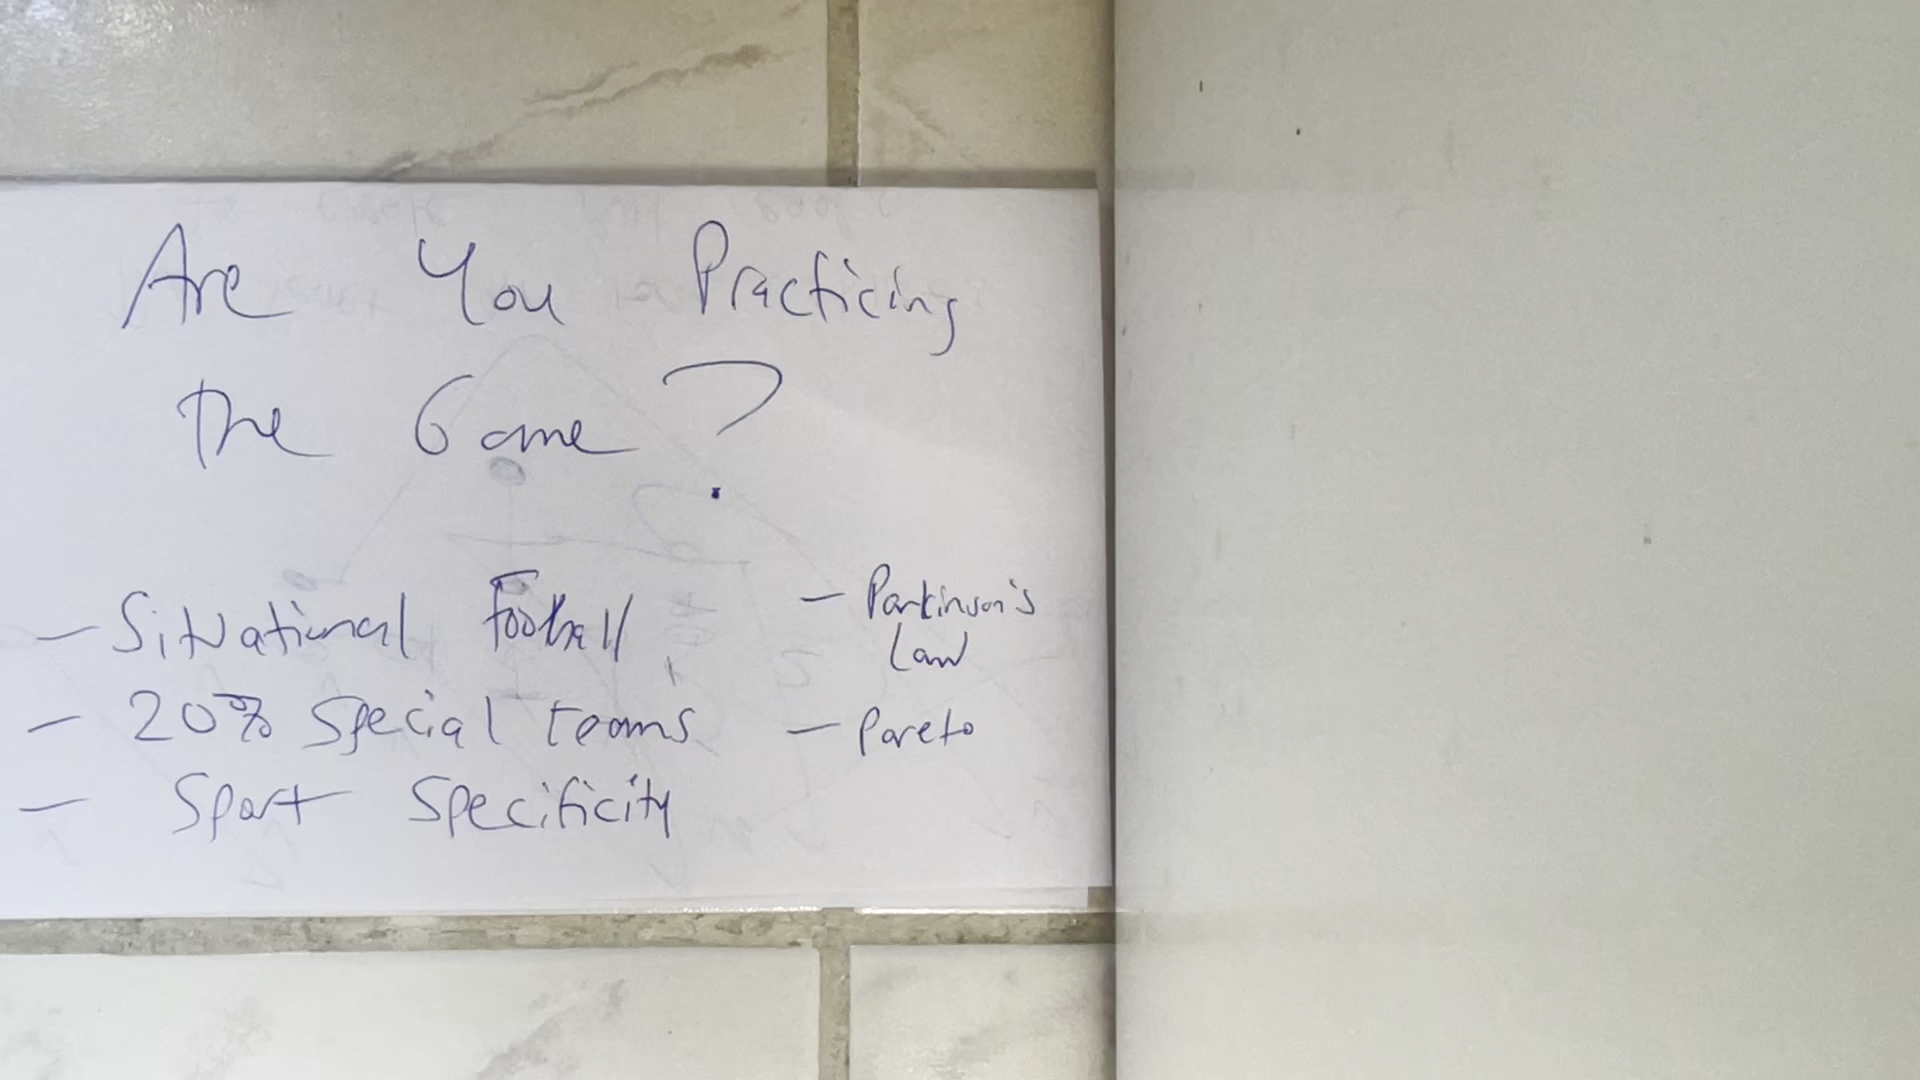 Are You Practicing
the Game?
- Situational Football
- 20% Special teams
- Sport Specificity
- Parkinson's
Law
- Pareto